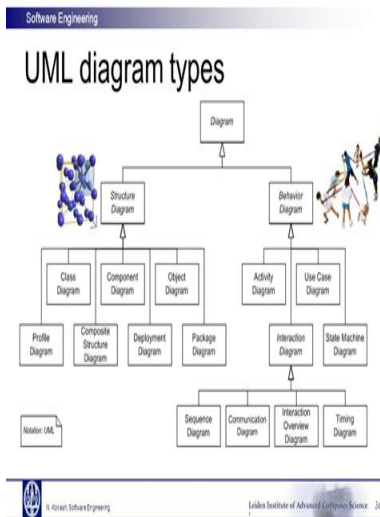 Software Engineering
UML diagram types
Diagram
Structure
Diagram
Behavior
Diagram
Class
Diagram
Component
Diagram
Object
Diagram
Activity
Diagram
Use Case
Diagram
Profile
Diagram
Composite
Structure
Diagram
Deployment
Diagram
Package
Diagram
Interaction
Diagram
State Machine
Diagram
Sequence
Diagram
Communication
Diagram
Interaction
Overview
Diagram
Timing
Diagram
Notation: UML
N. Kokash, Software Engineering
Leiden Institute of Advanced Computer Science